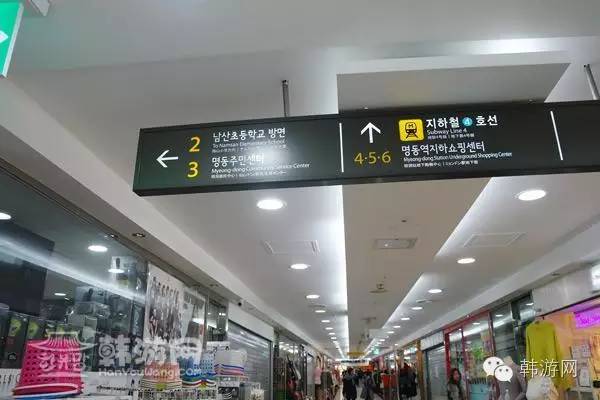 2
남산초등학교 방면
To Namsan Elementary School
3
명동주민센터
Myeong-dong Community Service Center
4·5·6
지하철 4 호선
Subway Line 4
명동역지하쇼핑센터
Myeong-dong Station Underground Shopping Center
韩游网
HanYouWang.com
韩游网